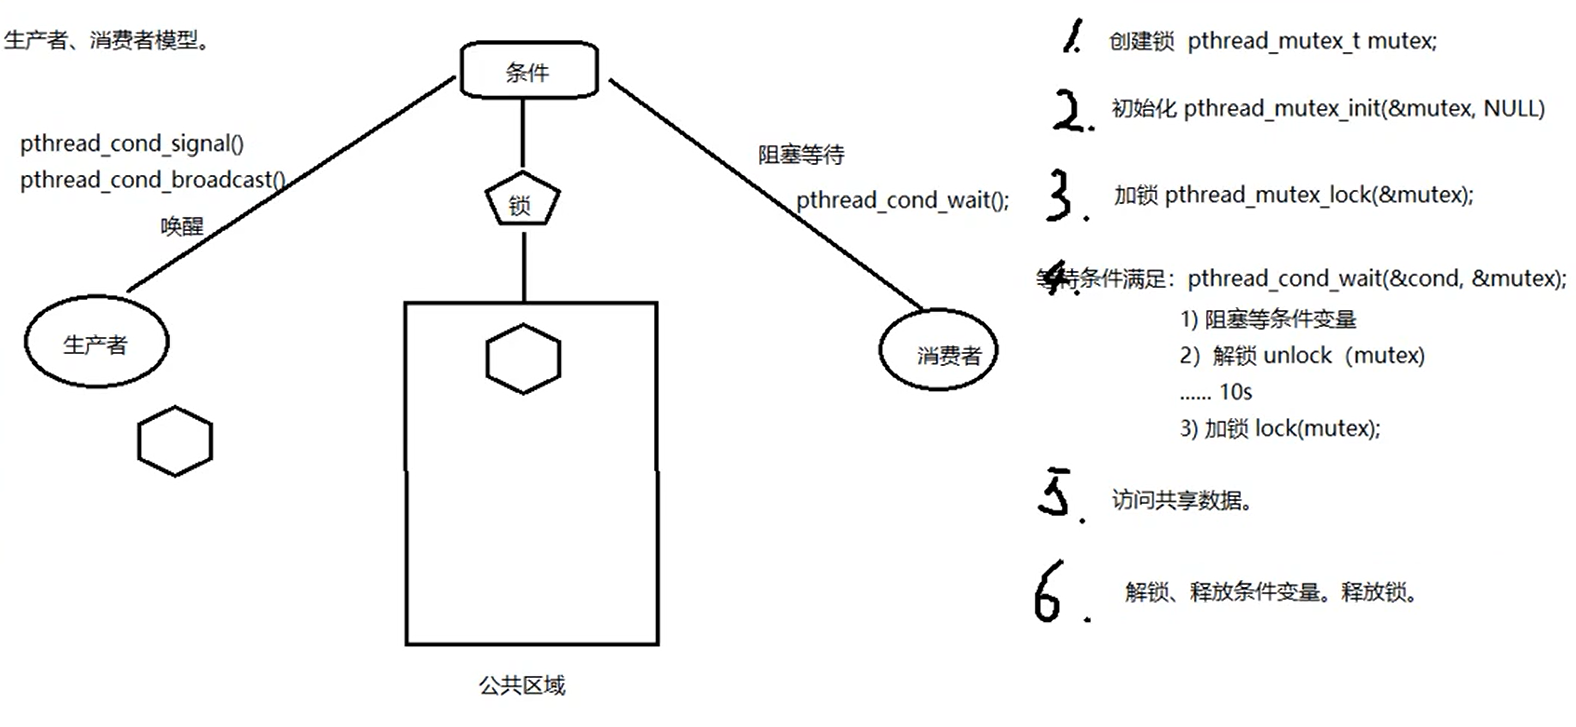 生产者、消费者模型。
条件
pthread_cond_signal()
pthread_cond_broadcast()
唤醒
锁
阻塞等待
pthread_cond_wait();
生产者
消费者
公共区域
1. 创建锁 pthread_mutex_t mutex;
2. 初始化 pthread_mutex_init(&mutex, NULL)
3. 加锁 pthread_mutex_lock(&mutex);
4. 等待条件满足：pthread_cond_wait(&cond, &mutex);
1) 阻塞等条件变量
2）解锁 unlock（mutex)
...... 10s
3) 加锁 lock(mutex);
5. 访问共享数据。
6. 解锁、释放条件变量。释放锁。